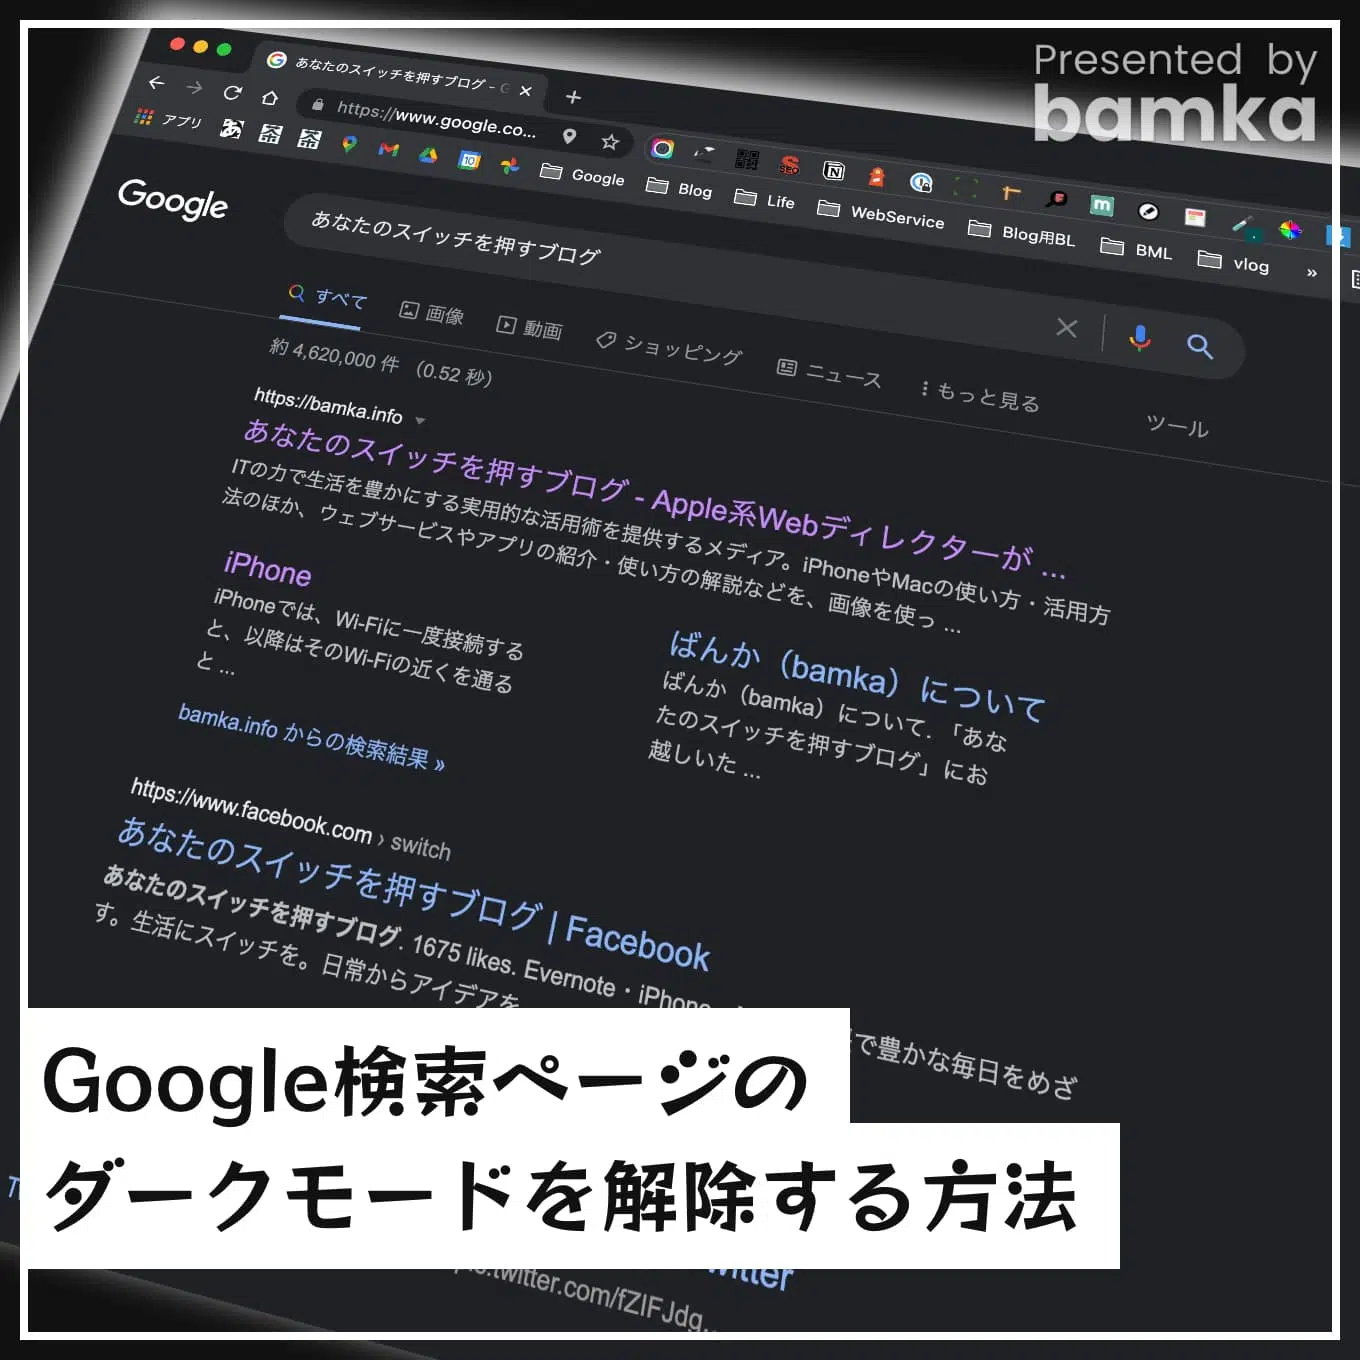 Presented by
bamka
あなたのスイッチを押すブログ - G
https://www.google.co...
アプリ
あ
茶
茶
10
SEO
N
m
Google
Blog
Life
WebService
Blog用BL
BML
vlog
»
Google
あなたのスイッチを押すブログ
すべて
画像
動画
ショッピング
ニュース
もっと見る
ツール
約 4,620,000 件 (0.52 秒)
https://bamka.info
あなたのスイッチを押すブログ - Apple系Webディレクターが ...
ITの力で生活を豊かにする実用的な活用術を提供するメディア。iPhoneやMacの使い方・活用方
法のほか、ウェブサービスやアプリの紹介・使い方の解説などを、画像を使っ ...
iPhone
iPhoneでは、Wi-Fiに一度接続する
と、以降はそのWi-Fiの近くを通る
と ...
ばんか（bamka）について
ばんか（bamka）について. 「あな
たのスイッチを押すブログ」にお
越しいた ...
bamka.info からの検索結果 »
https://www.facebook.com › switch
あなたのスイッチを押すブログ | Facebook
あなたのスイッチを押すブログ. 1675 likes. Evernote・iPhone
す。生活にスイッチを。日常からアイデアを
で豊かな毎日をめざ
Google検索ページの
ダークモードを解除する方法
witter
.twitter.com/fZIFJdg...